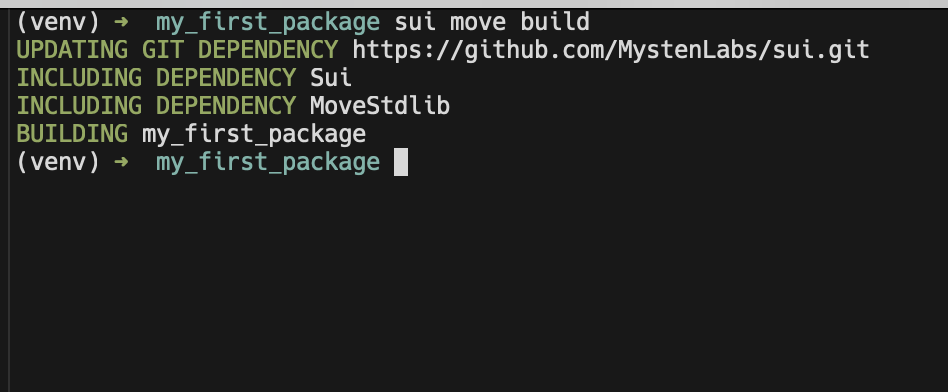 (venv) ➜  my_first_package sui move build
UPDATING GIT DEPENDENCY https://github.com/MystenLabs/sui.git
INCLUDING DEPENDENCY Sui
INCLUDING DEPENDENCY MoveStdlib
BUILDING my_first_package
(venv) ➜  my_first_package